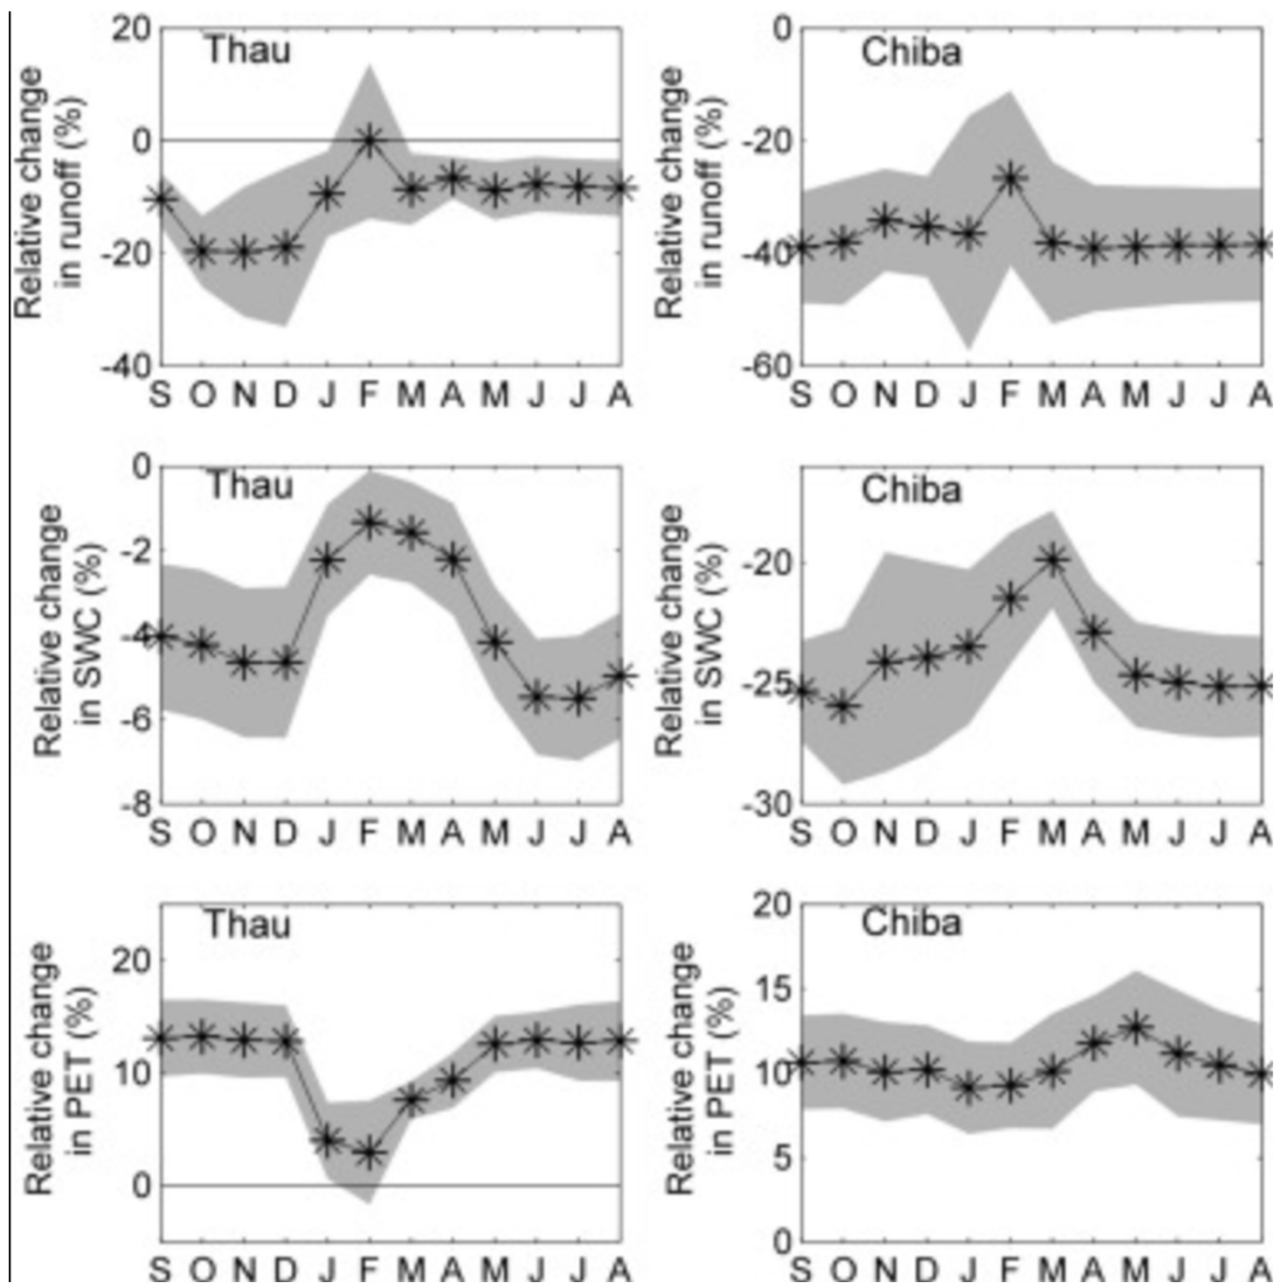 Thau
Relative change
in runoff (%)
20
0
-20
-40
S O N D J F M A M J J A
Chiba
Relative change
in runoff (%)
0
-20
-40
-60
S O N D J F M A M J J A
Thau
Relative change
in SWC (%)
0
-2
-4
-6
-8
S O N D J F M A M J J A
Chiba
Relative change
in SWC (%)
-20
-25
-30
S O N D J F M A M J J A
Thau
Relative change
in PET (%)
20
10
0
S O N D J F M A M J J A
Chiba
Relative change
in PET (%)
20
15
10
5
0
S O N D J F M A M J J A